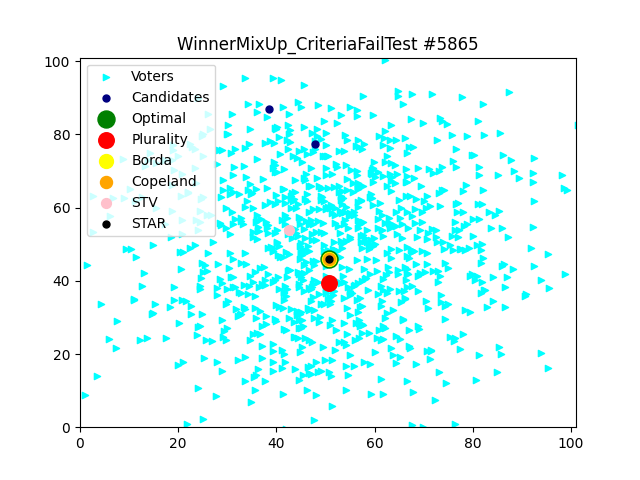 WinnerMixUp_CriteriaFailTest #5865
100
80
60
40
20
0
Voters
Candidates
Optimal
Plurality
Borda
Copeland
STV
STAR
0 20 40 60 80 100